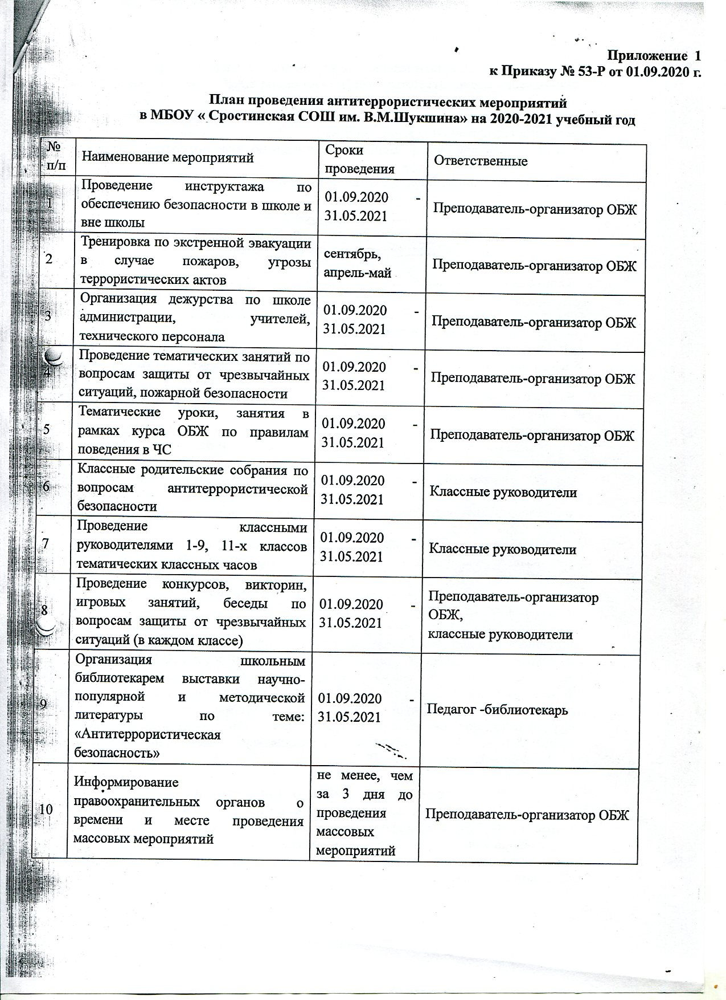 Приложение 1
к Приказу № 53-Р от 01.09.2020 г.
План проведения антитеррористических мероприятий
в МБОУ « Сростинская СОШ им. В.М.Шукшина» на 2020-2021 учебный год
№
п/п
Наименование мероприятий
Сроки
проведения
Ответственные
1
Проведение инструктажа по
обеспечению безопасности в школе и
вне школы
01.09.2020 -
31.05.2021
Преподаватель-организатор ОБЖ
2
Тренировка по экстренной эвакуации
в случае пожаров, угрозы
террористических актов
сентябрь,
апрель-май
Преподаватель-организатор ОБЖ
3
Организация дежурства по школе
администрации, учителей,
технического персонала
01.09.2020 -
31.05.2021
Преподаватель-организатор ОБЖ
4
Проведение тематических занятий по
вопросам защиты от чрезвычайных
ситуаций, пожарной безопасности
01.09.2020 -
31.05.2021
Преподаватель-организатор ОБЖ
5
Тематические уроки, занятия в
рамках курса ОБЖ по правилам
поведения в ЧС
01.09.2020 -
31.05.2021
Преподаватель-организатор ОБЖ
6
Классные родительские собрания по
вопросам антитеррористической
безопасности
01.09.2020 -
31.05.2021
Классные руководители
7
Проведение классными
руководителями 1-9, 11-х классов
тематических классных часов
01.09.2020 -
31.05.2021
Классные руководители
8
Проведение конкурсов, викторин,
игровых занятий, беседы по
вопросам защиты от чрезвычайных
ситуаций (в каждом классе)
01.09.2020 -
31.05.2021
Преподаватель-организатор
ОБЖ,
классные руководители
9
Организация школьным
библиотекарем выставки научно-
популярной и методической
литературы по теме:
«Антитеррористическая
безопасность»
01.09.2020 -
31.05.2021
Педагог -библиотекарь
10
Информирование
правоохранительных органов о
времени и месте проведения
массовых мероприятий
не менее, чем
за 3 дня до
проведения
массовых
мероприятий
Преподаватель-организатор ОБЖ